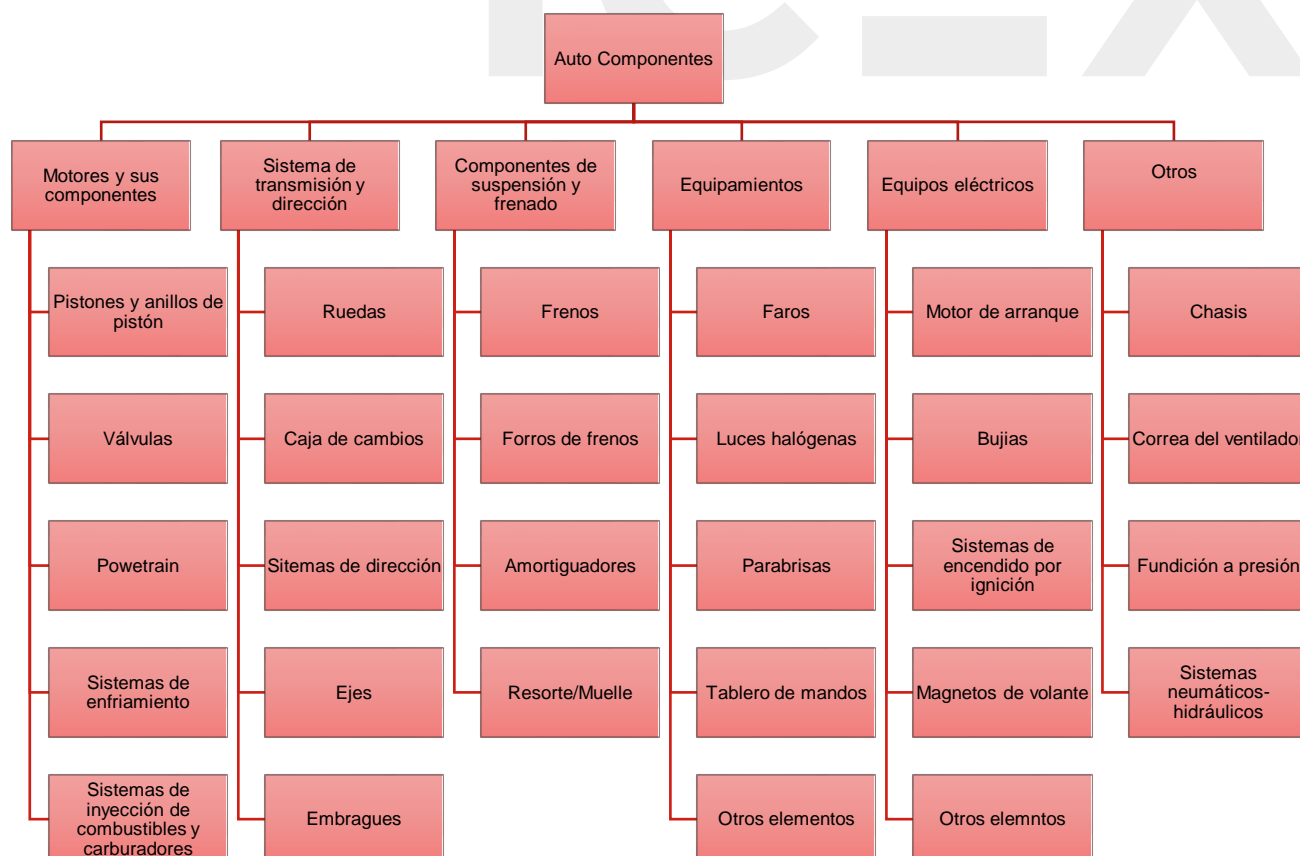 Auto Componentes
Motores y sus
componentes
Sistema de
transmisión y
dirección
Componentes de
suspensión y
frenado
Equipamientos
Equipos eléctricos
Otros
Pistones y anillos de
pistón
Ruedas
Frenos
Faros
Motor de arranque
Chasis
Válvulas
Caja de cambios
Forros de frenos
Luces halógenas
Bujias
Correa del ventilador
Powetrain
Sitemas de dirección
Amortiguadores
Parabrisas
Sistemas de
encendido por
ignición
Fundición a presión
Sistemas de
enfriamiento
Ejes
Resorte/Muelle
Tablero de mandos
Magnetos de volante
Sistemas
neumáticos-
hidráulicos
Sistemas de
inyección de
combustibles y
carburadores
Embragues
Otros elementos
Otros elemntos